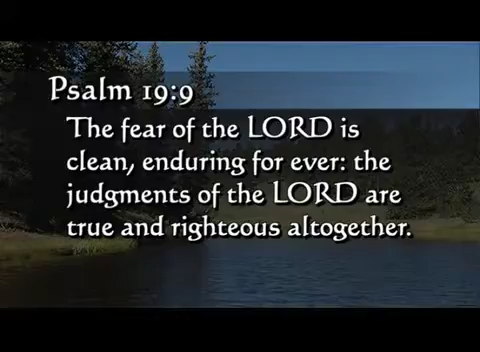 Psalm 19:9
The fear of the LORD is
clean, enduring for ever: the
judgments of the LORD are
true and righteous altogether.